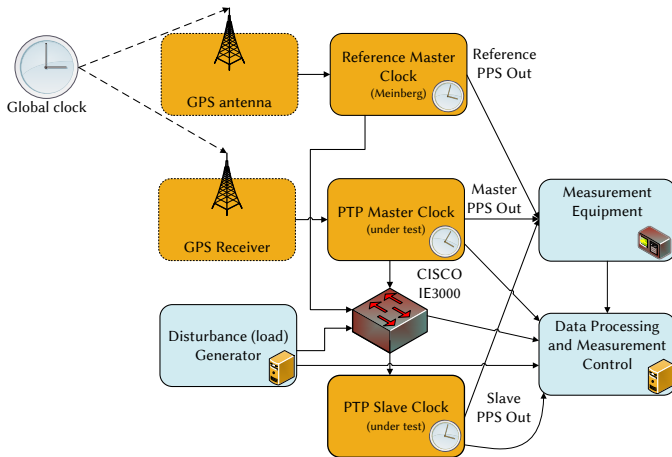 Global clock
GPS antenna
Reference Master
Clock
(Meinberg)
Reference
PPS Out
GPS Receiver
PTP Master Clock
(under test)
Master
PPS Out
Measurement
Equipment
CISCO
IE3000
Disturbance (load)
Generator
Data Processing
and Measurement
Control
PTP Slave Clock
(under test)
Slave
PPS Out